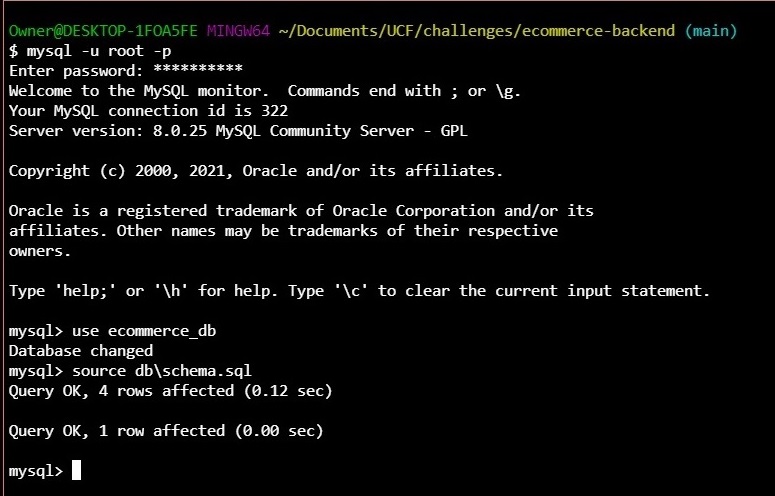 Owner@DESKTOP-1FOA5FE MINGW64 ~/Documents/UCF/challenges/ecommerce-backend (main)
$ mysql -u root -p
Enter password: **********
Welcome to the MySQL monitor.  Commands end with ; or \g.
Your MySQL connection id is 322
Server version: 8.0.25 MySQL Community Server - GPL
Copyright (c) 2000, 2021, Oracle and/or its affiliates.
Oracle is a registered trademark of Oracle Corporation and/or its
affiliates. Other names may be trademarks of their respective
owners.
Type 'help;' or '\h' for help. Type '\c' to clear the current input statement.
mysql> use ecommerce_db
Database changed
mysql> source db\schema.sql
Query OK, 4 rows affected (0.12 sec)
Query OK, 1 row affected (0.00 sec)
mysql>